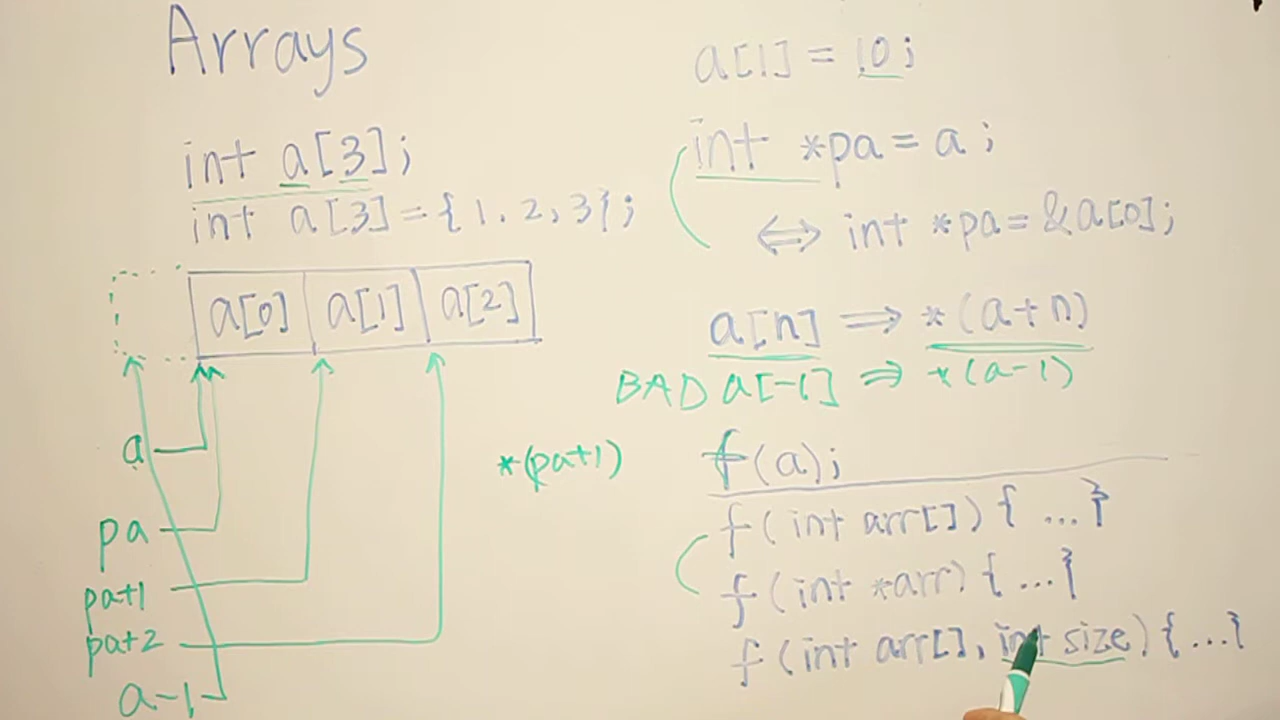 Arrays
int a[3];
int a[3]={1,2,3};
a[0] a[1] a[2]
a
pa
pa+1
pa+2
a-1
*(pa+1)
a[1] = 10;
int *pa = a;
⇔ int *pa = &a[0];
a[n] ⇒ *(a+n)
BAD a[-1] ⇒ *(a-1)
f(a);
f(int arr[]) { ... }
f(int *arr) { ... }
f(int arr[], int size) { ... }